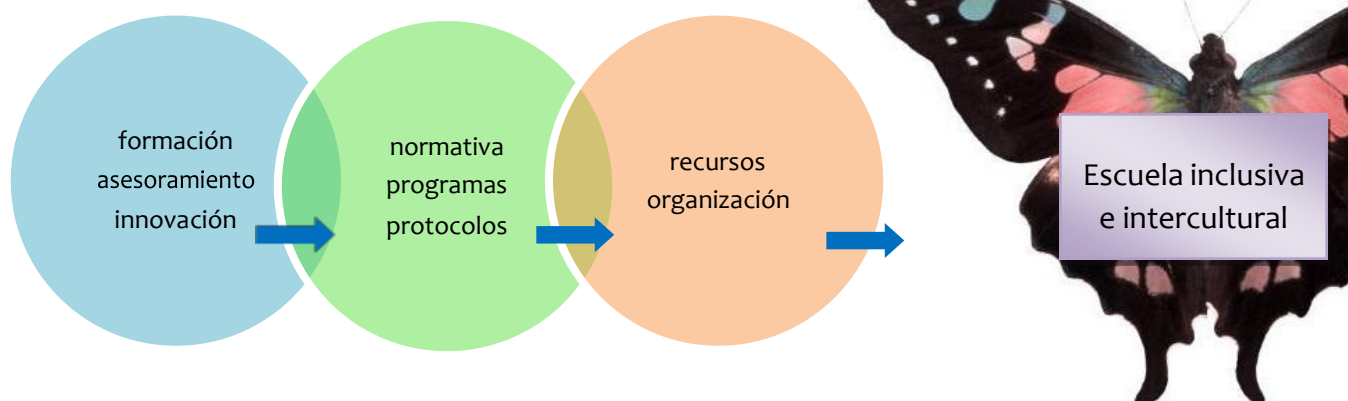 formación
asesoramiento
innovación
normativa
programas
protocolos
recursos
organización
Escuela inclusiva
e intercultural